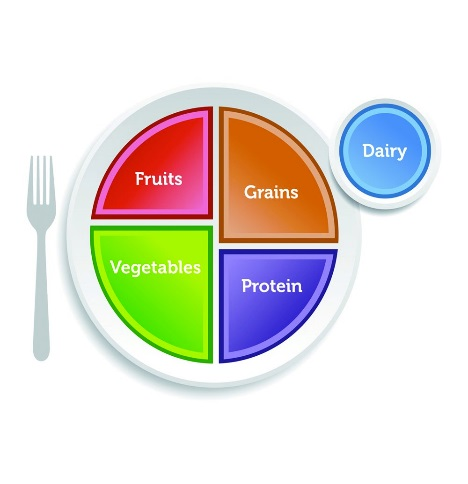 Fruits
Grains
Dairy
Vegetables
Protein